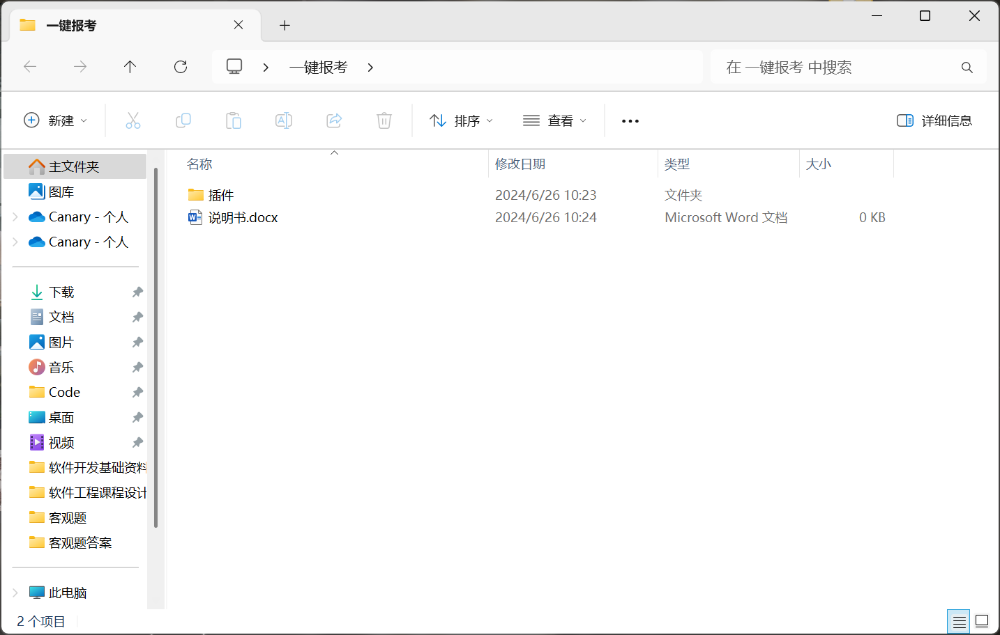 一键报考
一键报考
在 一键报考 中搜索
新建
排序
查看
详细信息
主文件夹
图库
Canary - 个人
Canary - 个人
下载
文档
图片
音乐
Code
桌面
视频
软件开发基础资料
软件工程课程设计
客观题
客观题答案
此电脑
名称 修改日期 类型 大小
插件 2024/6/26 10:23 文件夹
说明书.docx 2024/6/26 10:24 Microsoft Word 文档 0 KB
2 个项目